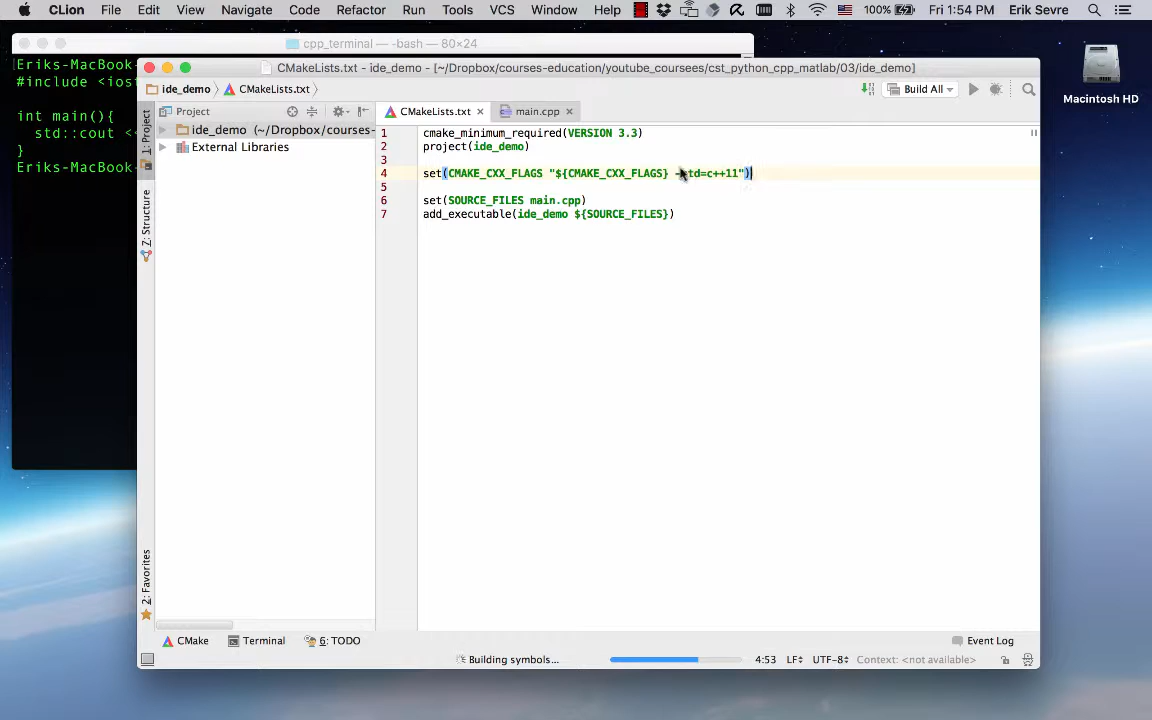 CLion File Edit View Navigate Code Refactor Run Tools VCS Window Help 100% Fri 1:54 PM Erik Sevre
cpp_terminal — -bash — 80×24
Eriks-MacBook-
#include <ios
int main(){
std::cout <
}
Eriks-MacBook-
CMakeLists.txt - ide_demo - [~/Dropbox/courses-education/youtube_coursees/cst_python_cpp_matlab/03/ide_demo]
ide_demo CMakeLists.txt
Build All
Project
CMakeLists.txt main.cpp
ide_demo (~/Dropbox/courses-
External Libraries
1: Project
Z: Structure
2: Favorites
1 cmake_minimum_required(VERSION 3.3)
2 project(ide_demo)
3
4 set(CMAKE_CXX_FLAGS "${CMAKE_CXX_FLAGS} -std=c++11")
5
6 set(SOURCE_FILES main.cpp)
7 add_executable(ide_demo ${SOURCE_FILES})
CMake Terminal 6: TODO Event Log
Building symbols... 4:53 LF UTF-8 Context: <not available>
Macintosh HD